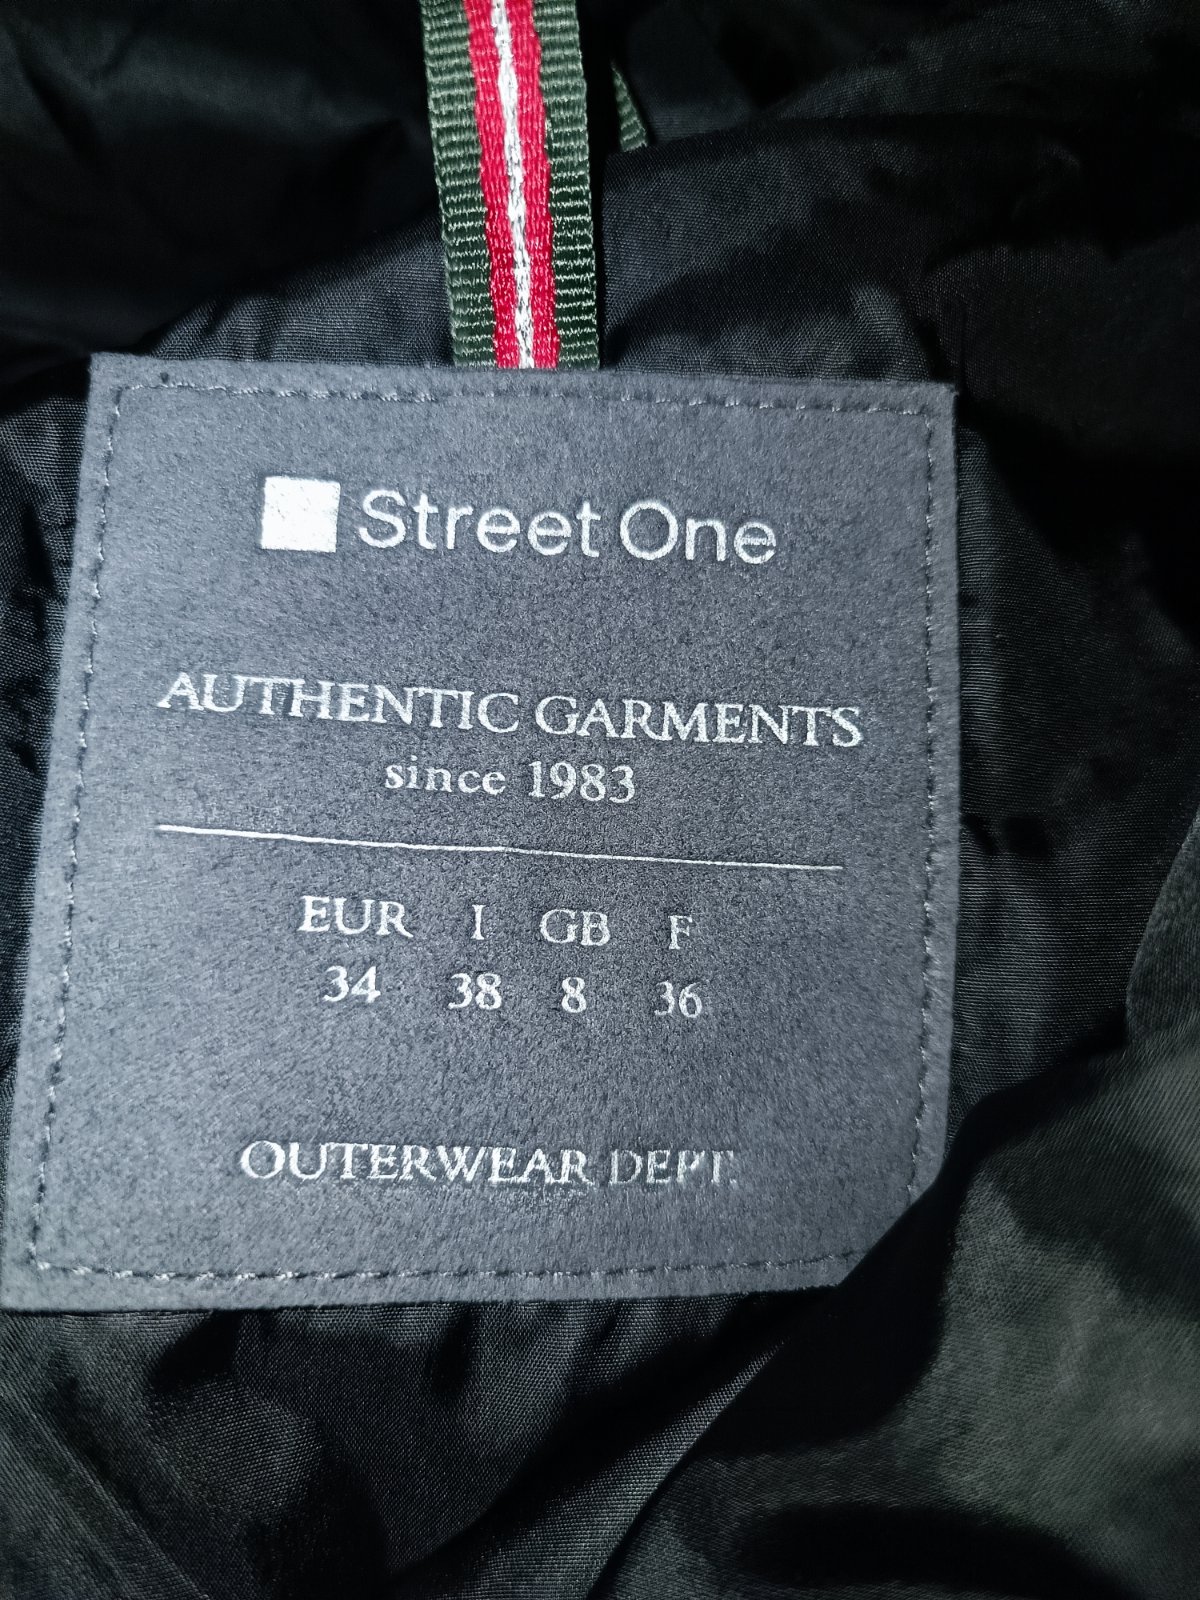 Street One
AUTHENTIC GARMENTS
since 1983
EUR I GB F
34 38 8 36
OUTERWEAR DEPT.